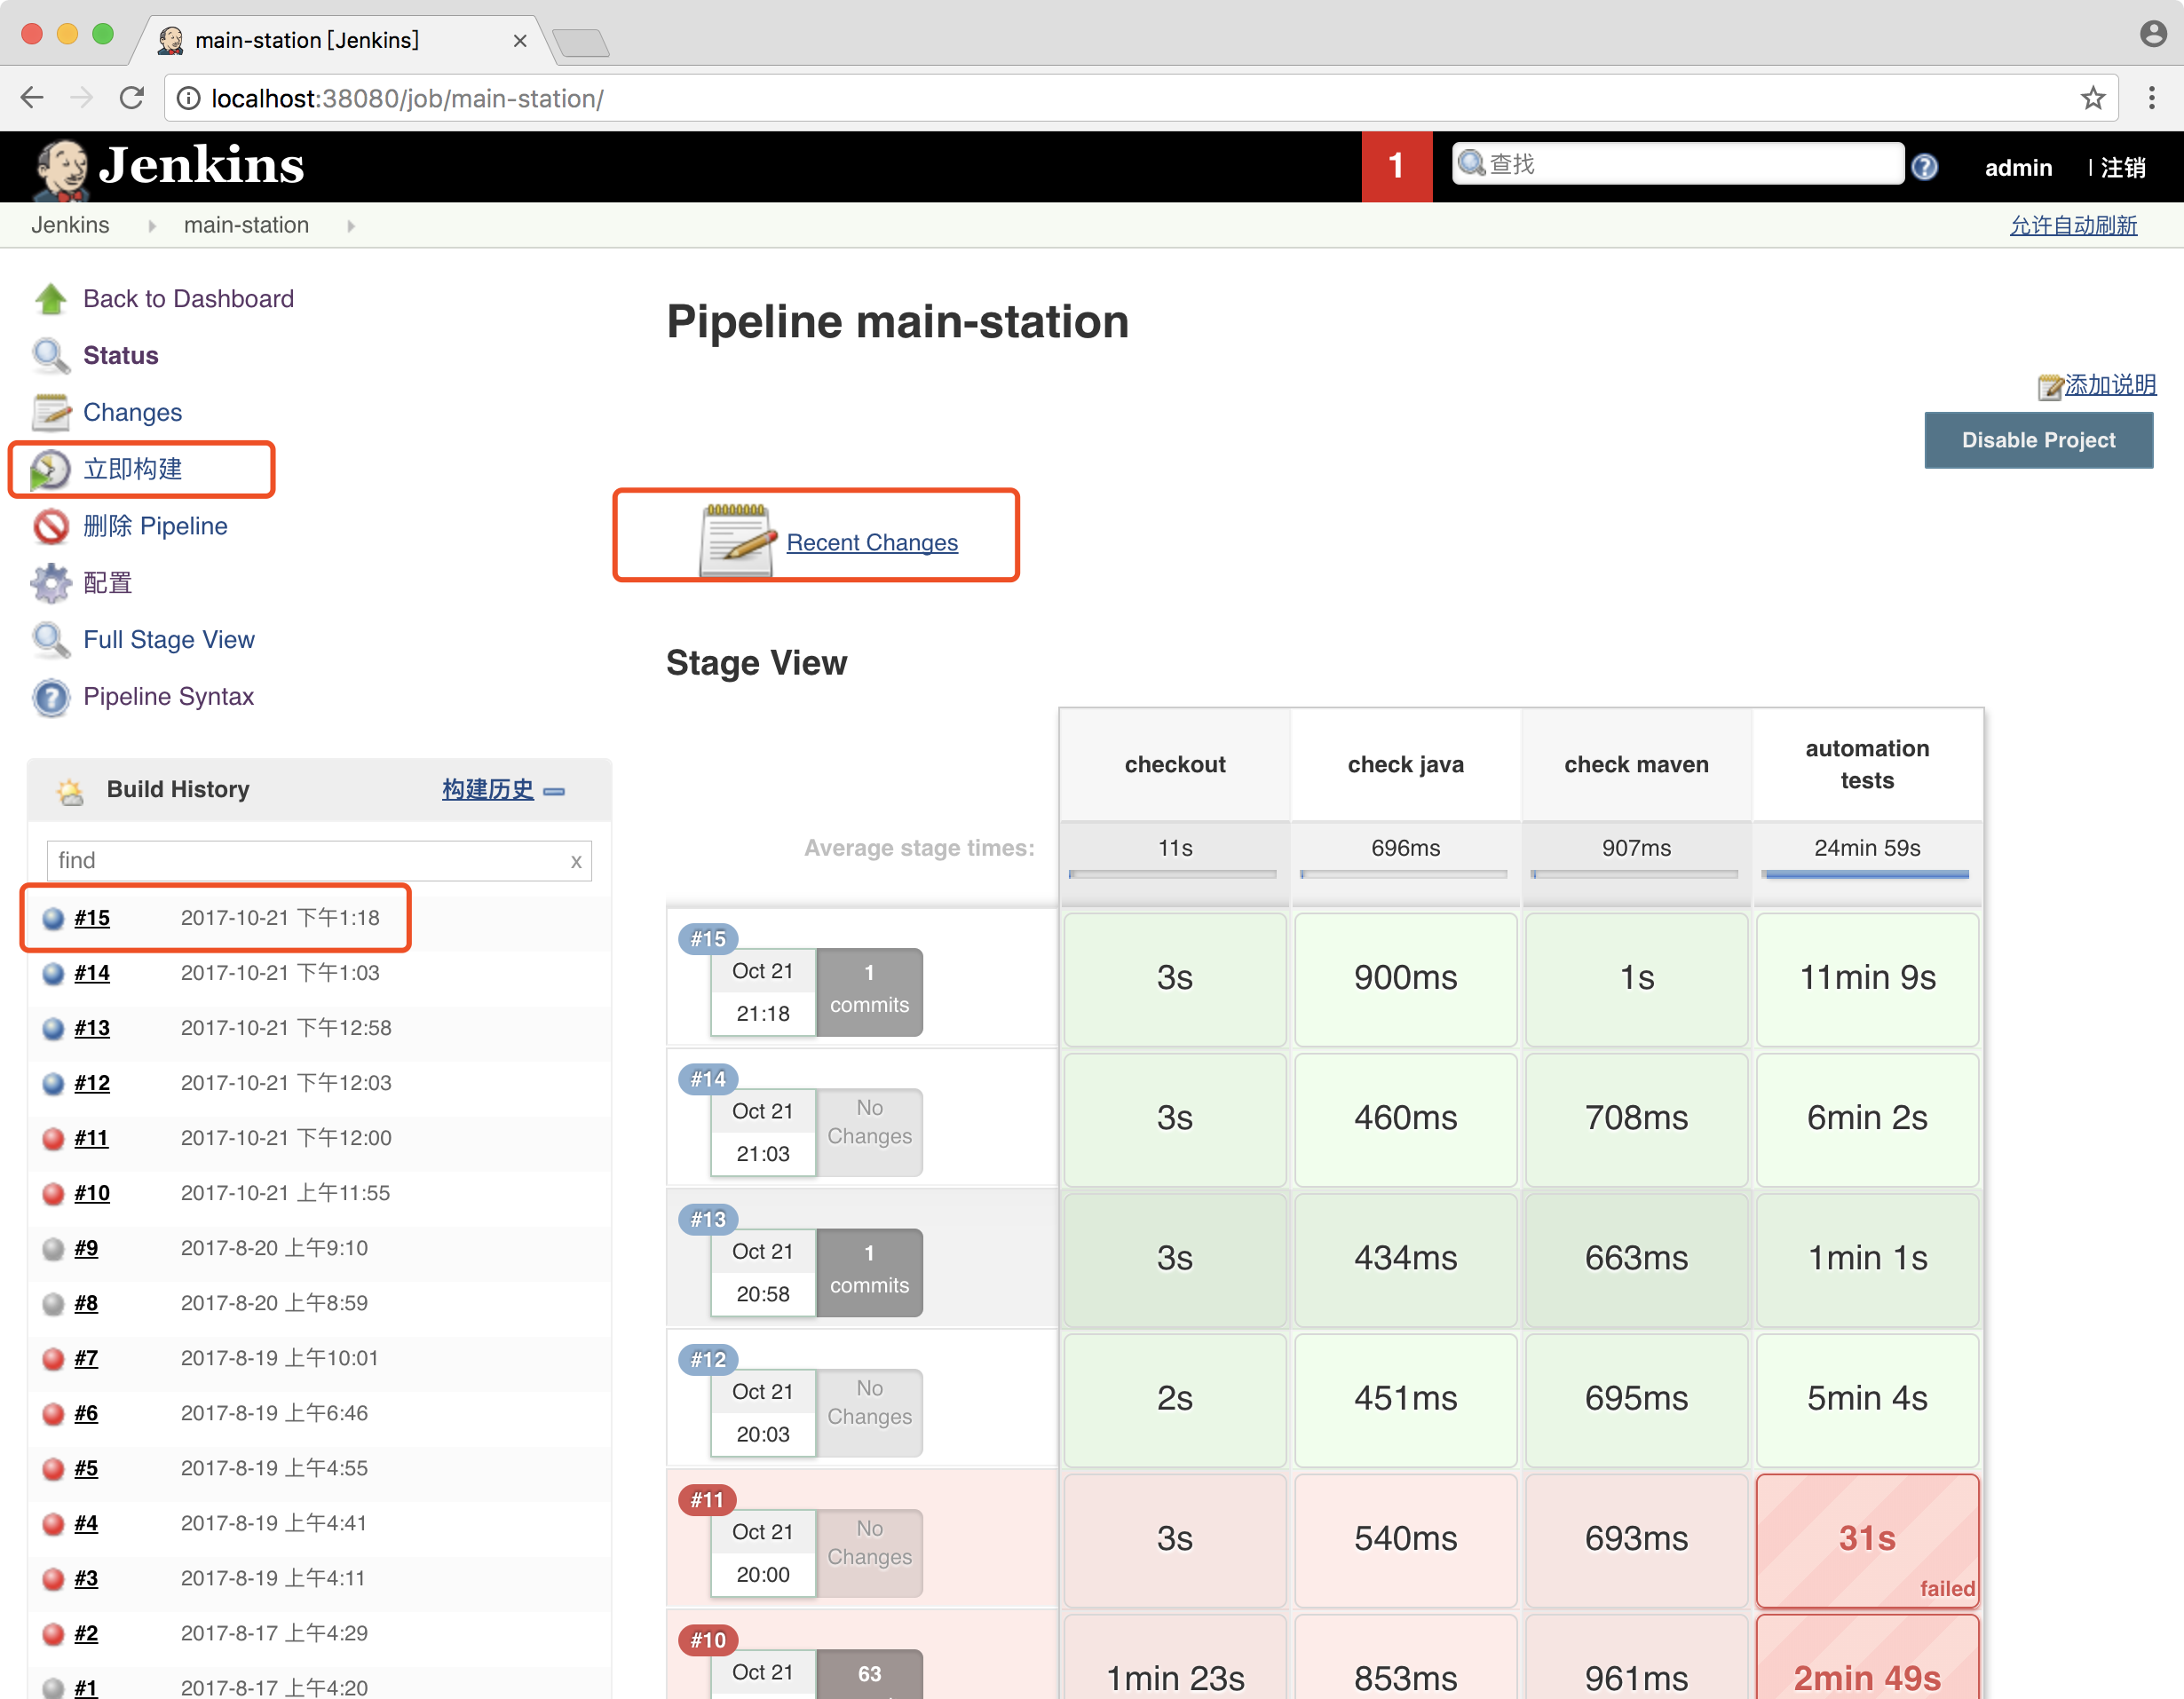 main-station [Jenkins]
localhost:38080/job/main-station/
Jenkins
1
查找
admin
注销
Jenkins
main-station
允许自动刷新
Back to Dashboard
Status
Changes
立即构建
删除 Pipeline
配置
Full Stage View
Pipeline Syntax
Build History
构建历史
find
x
#15 2017-10-21 下午1:18
#14 2017-10-21 下午1:03
#13 2017-10-21 下午12:58
#12 2017-10-21 下午12:03
#11 2017-10-21 下午12:00
#10 2017-10-21 上午11:55
#9 2017-8-20 上午9:10
#8 2017-8-20 上午8:59
#7 2017-8-19 上午10:01
#6 2017-8-19 上午6:46
#5 2017-8-19 上午4:55
#4 2017-8-19 上午4:41
#3 2017-8-19 上午4:11
#2 2017-8-17 上午4:29
#1 2017-8-17 上午4:20
Pipeline main-station
添加说明
Disable Project
Recent Changes
Stage View
checkout
check java
check maven
automation
tests
Average stage times:
11s
696ms
907ms
24min 59s
#15
Oct 21
21:18
1
commits
3s
900ms
1s
11min 9s
#14
Oct 21
21:03
No
Changes
3s
460ms
708ms
6min 2s
#13
Oct 21
20:58
1
commits
3s
434ms
663ms
1min 1s
#12
Oct 21
20:03
No
Changes
2s
451ms
695ms
5min 4s
#11
Oct 21
20:00
No
Changes
3s
540ms
693ms
31s
failed
#10
Oct 21
63
1min 23s
853ms
961ms
2min 49s